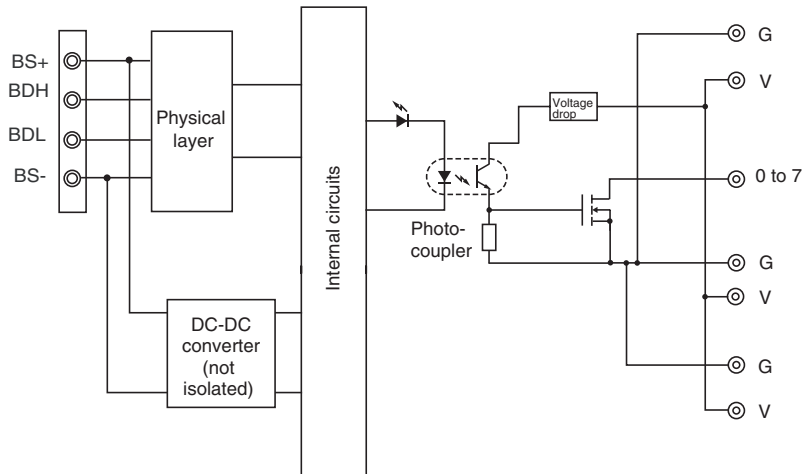 BS+
BDH
BDL
BS-
Physical
layer
DC-DC
converter
(not
isolated)
Internal circuits
Photo-
coupler
Voltage
drop
G
V
0 to 7
G
V
G
V